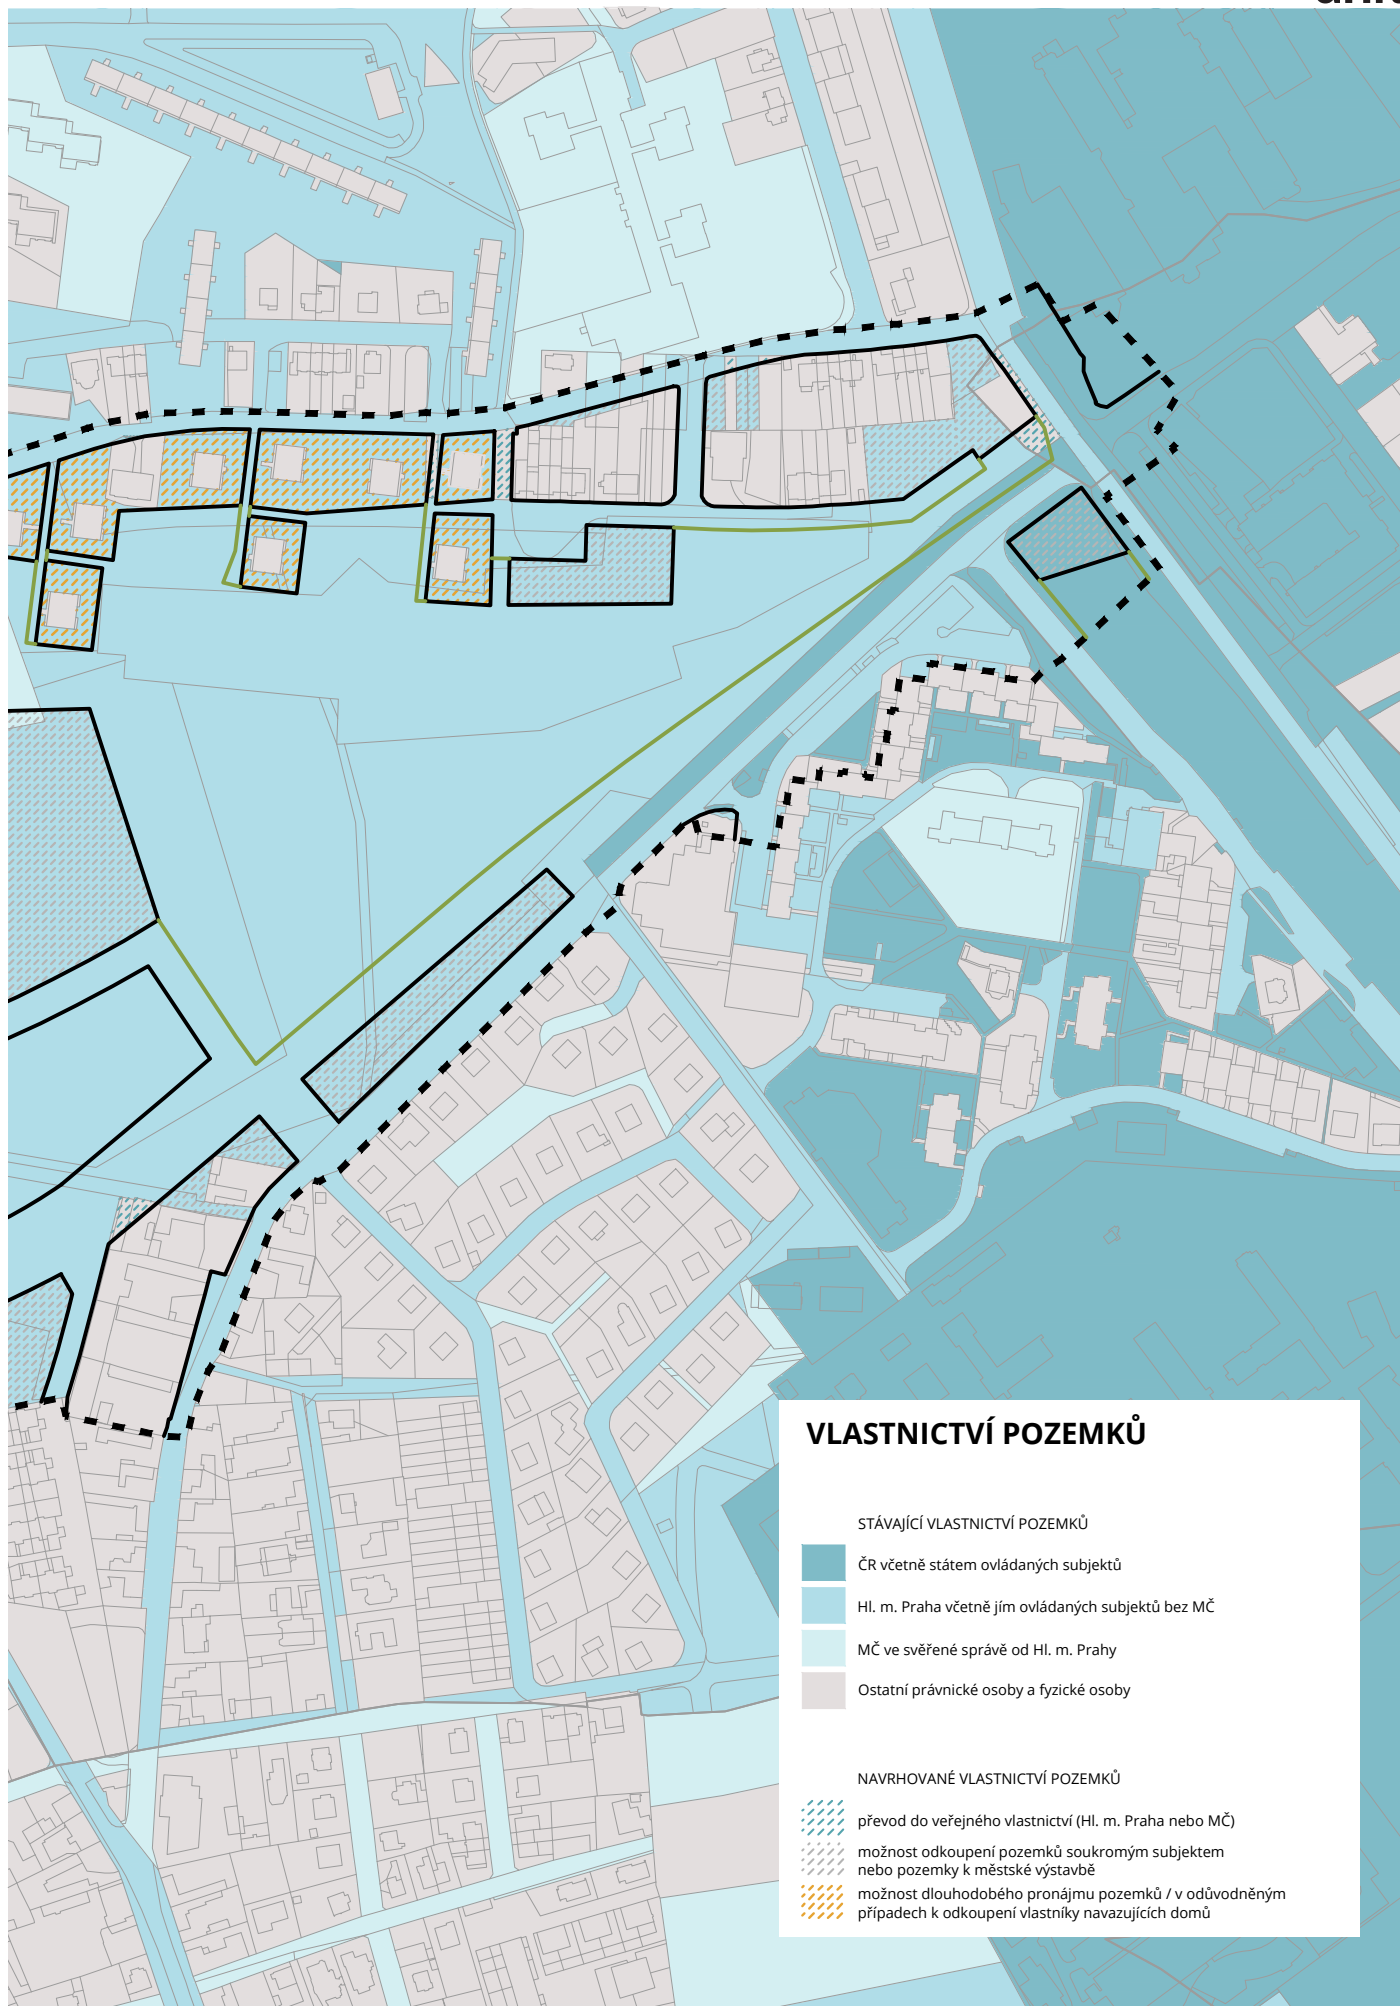 VLASTNICTVÍ POZEMKŮ
STÁVAJÍCÍ VLASTNICTVÍ POZEMKŮ
ČR včetně státem ovládaných subjektů
Hl. m. Praha včetně jím ovládaných subjektů bez MČ
MČ ve svěřené správě od Hl. m. Prahy
Ostatní právnické osoby a fyzické osoby
NAVRHOVANÉ VLASTNICTVÍ POZEMKŮ
převod do veřejného vlastnictví (Hl. m. Praha nebo MČ)
možnost odkoupení pozemků soukromým subjektem
nebo pozemky k městské výstavbě
možnost dlouhodobého pronájmu pozemků / v odůvodněným
případech k odkoupení vlastníky navazujících domů